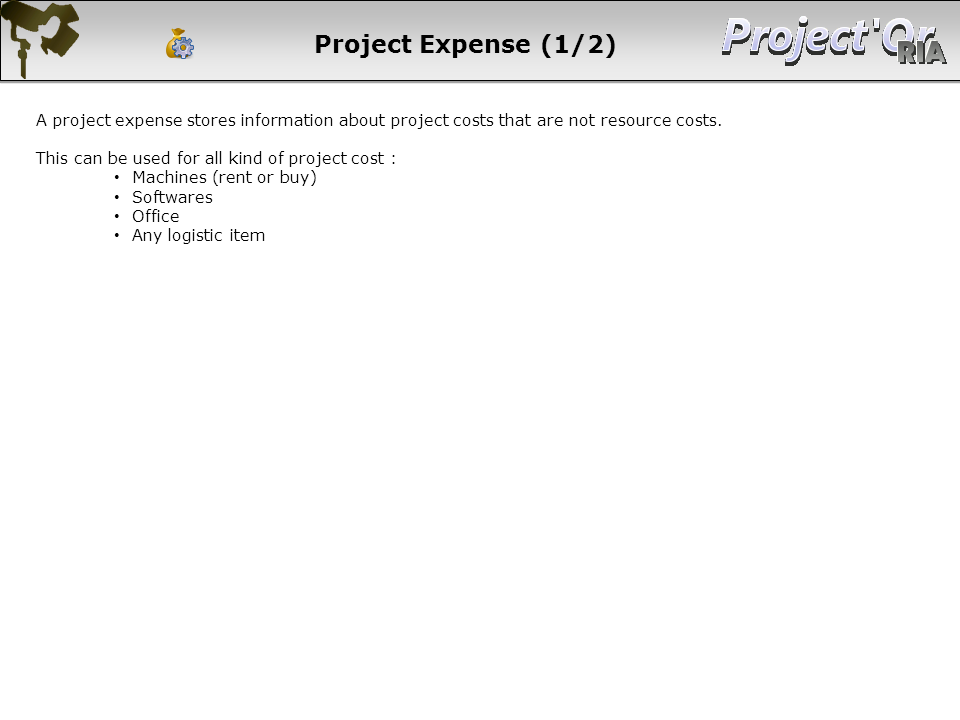 Project Expense (1/2)
Project'Or
RIA
A project expense stores information about project costs that are not resource costs.
This can be used for all kind of project cost :
• Machines (rent or buy)
• Softwares
• Office
• Any logistic item